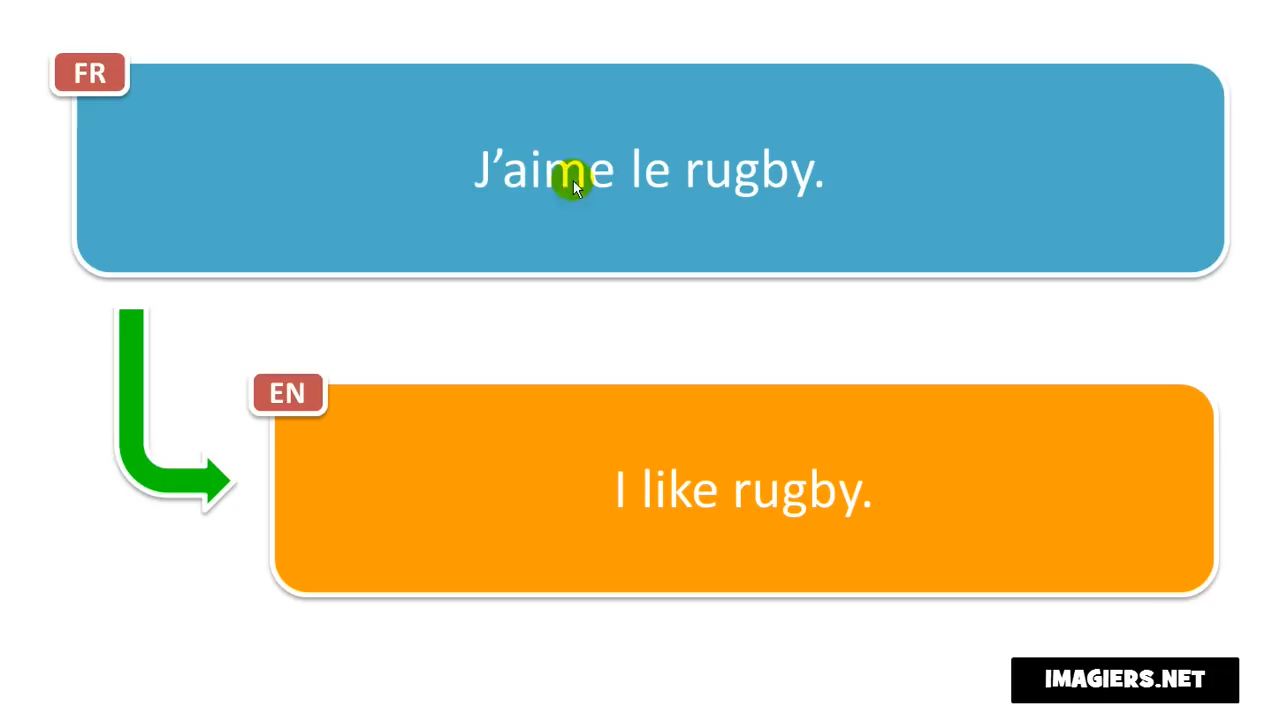 FR
J’aime le rugby.
EN
I like rugby.
IMAGIERS.NET